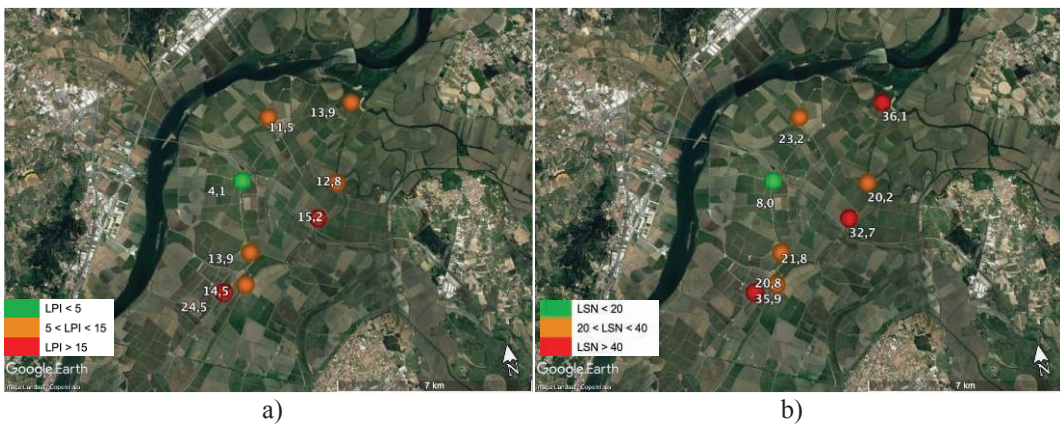 13,9
11,5
4,1
12,8
15,2
13,9
14,5
24,5
LPI < 5
5 < LPI < 15
LPI > 15
Google Earth
7 km
N
a)
36,1
23,2
8,0
20,2
32,7
21,8
20,8
35,9
LSN < 20
20 < LSN < 40
LSN > 40
Google Earth
7 km
N
b)